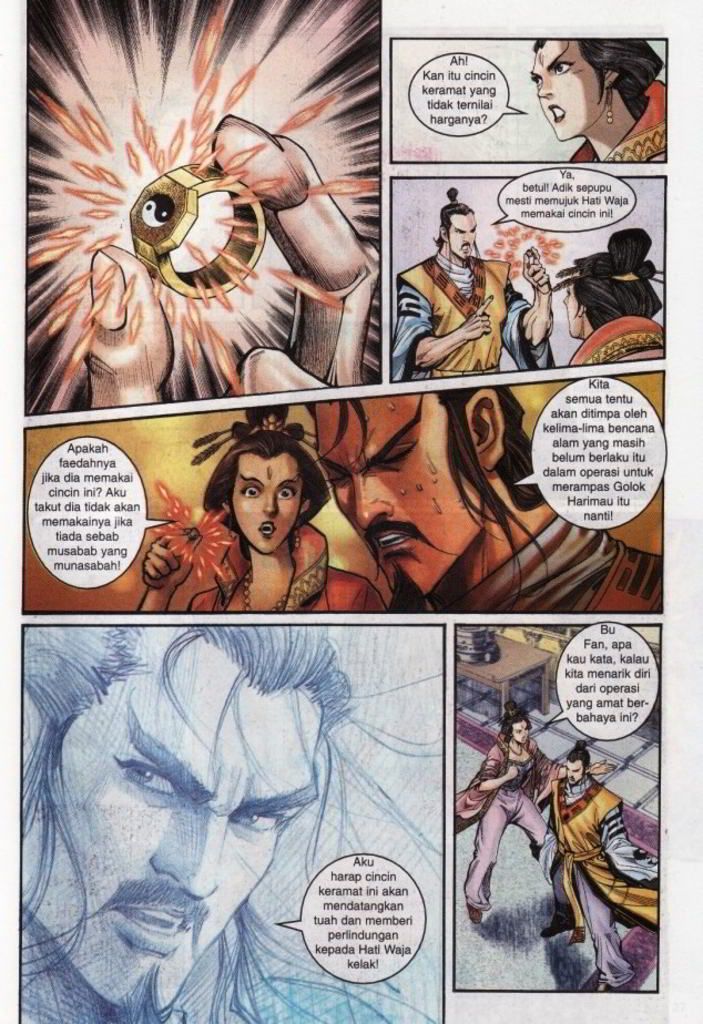 Ah!
Kan itu cincin
keramat yang
tidak ternilai
harganya?
Ya,
betul! Adik sepupu
mesti memujuk Hati Waja
memakai cincin ini!
Apakah
faedahnya
jika dia memakai
cincin ini? Aku
takut dia tidak akan
memakainya jika
tiada sebab
musabab yang
munasabah!
Kita
semua tentu
akan ditimpa oleh
kelima-lima bencana
alam yang masih
belum berlaku itu
dalam operasi untuk
merampas Golok
Harimau itu
nanti!
Aku
harap cincin
keramat ini akan
mendatangkan
tuah dan memberi
perlindungan
kepada Hati Waja
kelak!
Bu
Fan, apa
kau kata, kalau
kita menarik diri
dari operasi
yang amat ber-
bahaya ini?